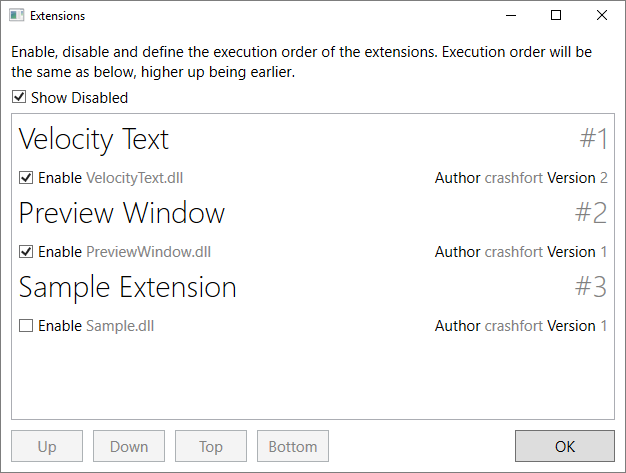 Extensions
Enable, disable and define the execution order of the extensions. Execution order will be
the same as below, higher up being earlier.
Show Disabled
Velocity Text #1
Enable VelocityText.dll Author crashfort Version 2
Preview Window #2
Enable PreviewWindow.dll Author crashfort Version 1
Sample Extension #3
Enable Sample.dll Author crashfort Version 1
Up Down Top Bottom OK